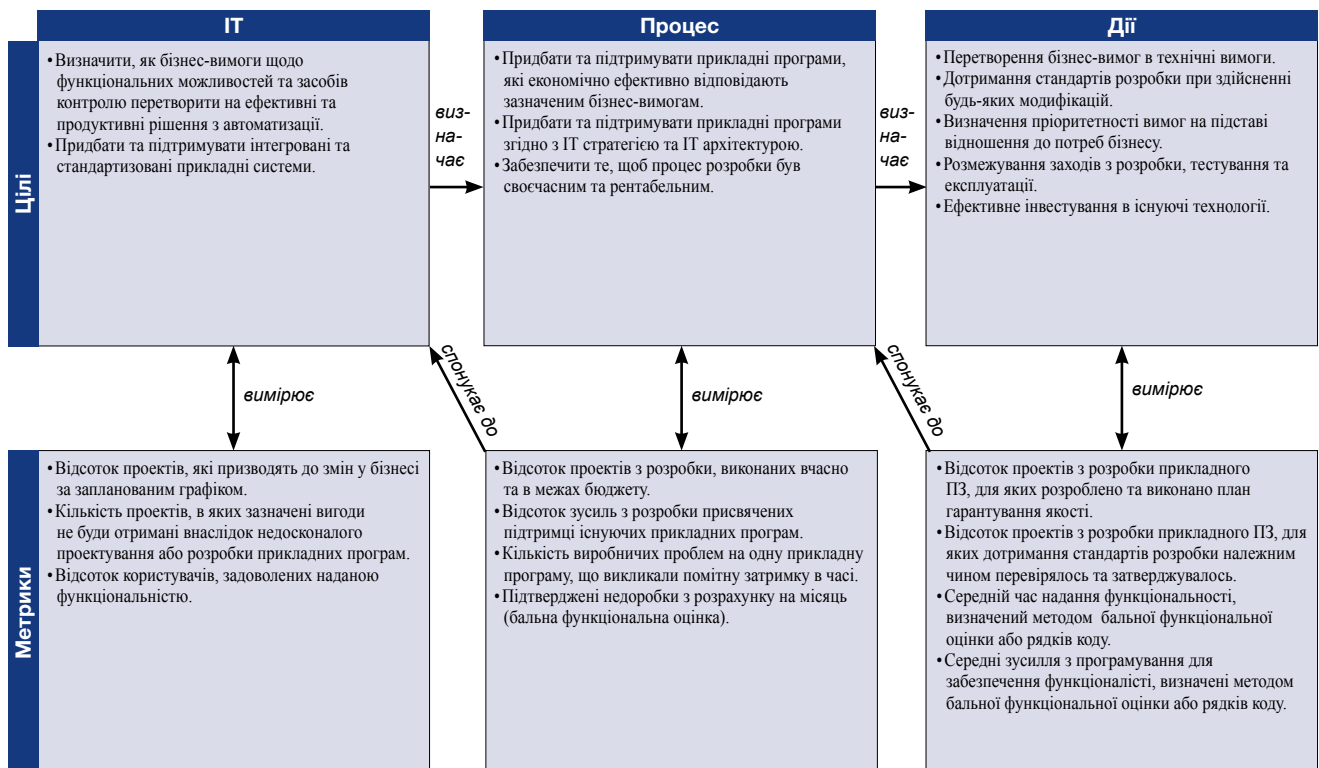 ІТ
Процес
Дії
Цілі
• Визначити, як бізнес-вимоги щодо
функціональних можливостей та засобів
контролю перетворити на ефективні та
продуктивні рішення з автоматизації.
• Придбати та підтримувати інтегровані та
стандартизовані прикладні системи.
виз-
на-
чає
• Придбати та підтримувати прикладні програми,
які економічно ефективно відповідають
зазначеним бізнес-вимогам.
• Придбати та підтримувати прикладні програми
згідно з ІТ стратегією та ІТ архітектурою.
• Забезпечити те, щоб процес розробки був
своєчасним та рентабельним.
виз-
на-
чає
• Перетворення бізнес-вимог в технічні вимоги.
• Дотримання стандартів розробки при здійсненні
будь-яких модифікацій.
• Визначення пріоритетності вимог на підставі
відношення до потреб бізнесу.
• Розмежування заходів з розробки, тестування та
експлуатації.
• Ефективне інвестування в існуючі технології.
вимірює
спонукає до
вимірює
спонукає до
вимірює
Метрики
• Відсоток проектів, які призводять до змін у бізнесі
за запланованим графіком.
• Кількість проектів, в яких зазначені вигоди
не буди отримані внаслідок недосконалого
проектування або розробки прикладних програм.
• Відсоток користувачів, задоволених наданою
функціональністю.
• Відсоток проектів з розробки, виконаних вчасно
та в межах бюджету.
• Відсоток зусиль з розробки присвячених
підтримці існуючих прикладних програм.
• Кількість виробничих проблем на одну прикладну
програму, що викликали помітну затримку в часі.
• Підтверджені недоробки з розрахунку на місяць
(бальна функціональна оцінка).
• Відсоток проектів з розробки прикладного
ПЗ, для яких розроблено та виконано план
гарантування якості.
• Відсоток проектів з розробки прикладного ПЗ, для
яких дотримання стандартів розробки належним
чином перевірялось та затверджувалось.
• Середній час надання функціональності,
визначений методом бальної функціональної
оцінки або рядків коду.
• Середні зусилля з програмування для
забезпечення функціоналісті, визначені методом
бальної функціональної оцінки або рядків коду.